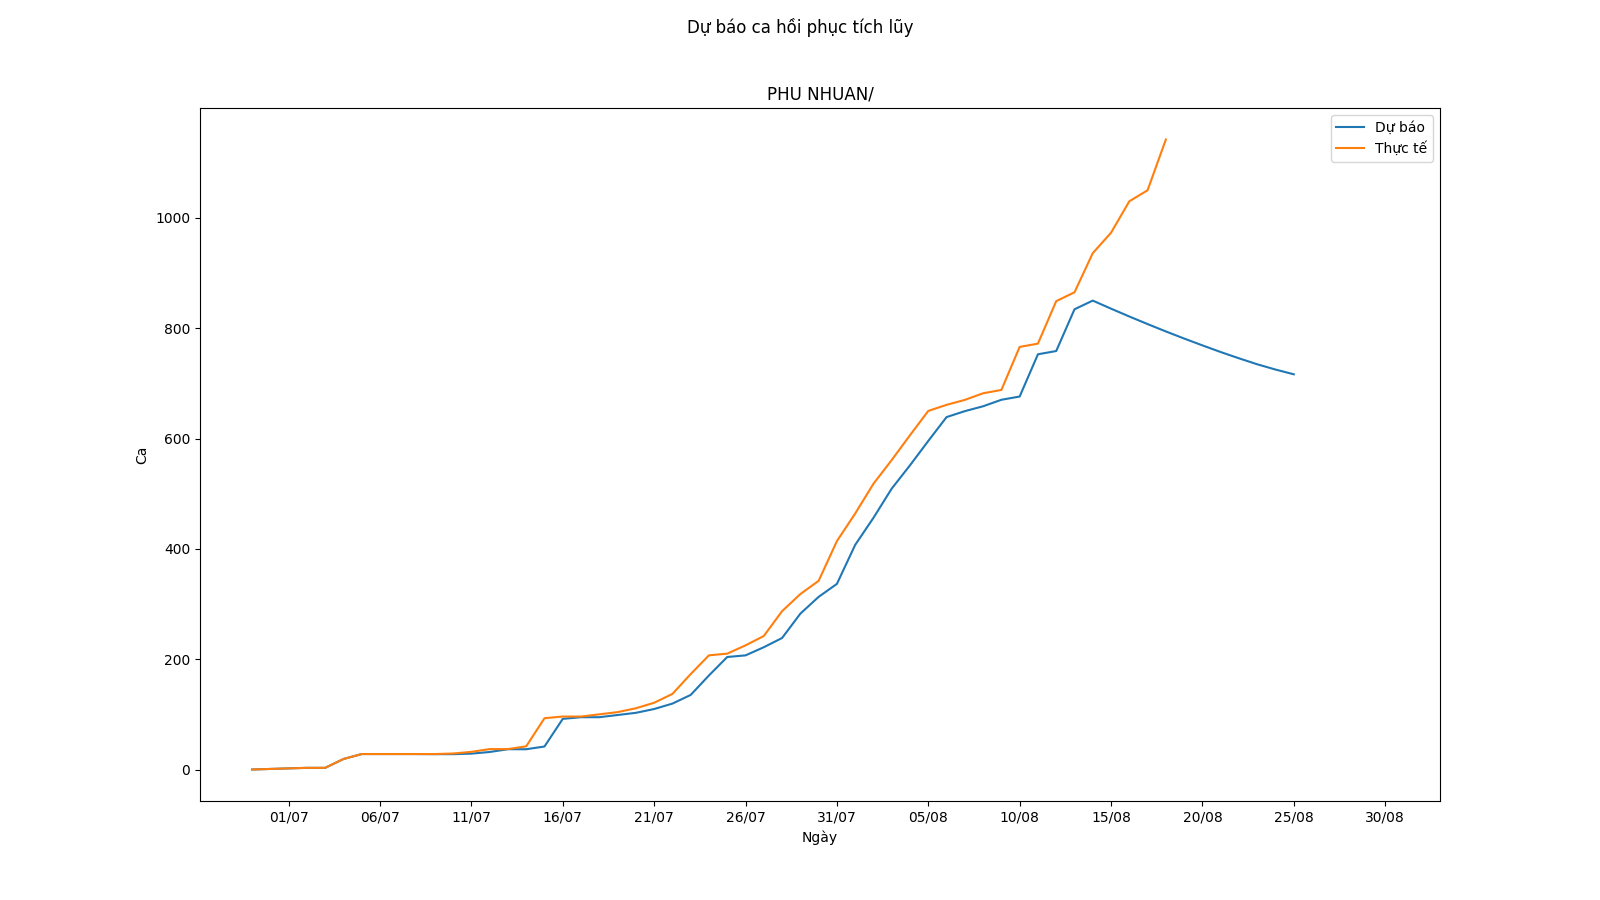 Dự báo ca hồi phục tích lũy
PHU NHUAN/
Dự báo
Thực tế
1000
800
600
400
200
0
Ca
01/07 06/07 11/07 16/07 21/07 26/07 31/07 05/08 10/08 15/08 20/08 25/08 30/08
Ngày